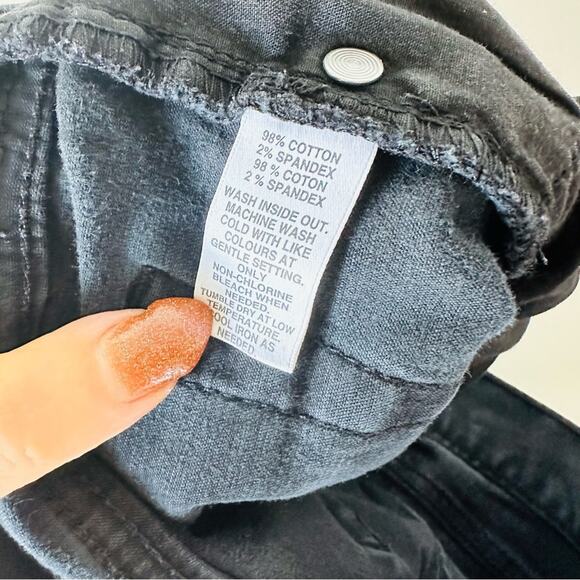 98% COTTON
2% SPANDEX
98 % COTON
2 % SPANDEX
WASH INSIDE OUT.
MACHINE WASH
COLD WITH LIKE
COLOURS AT
GENTLE SETTING.
ONLY
NON-CHLORINE
BLEACH WHEN
NEEDED.
TUMBLE DRY AT LOW
TEMPERATURE.
COOL IRON AS
NEEDED